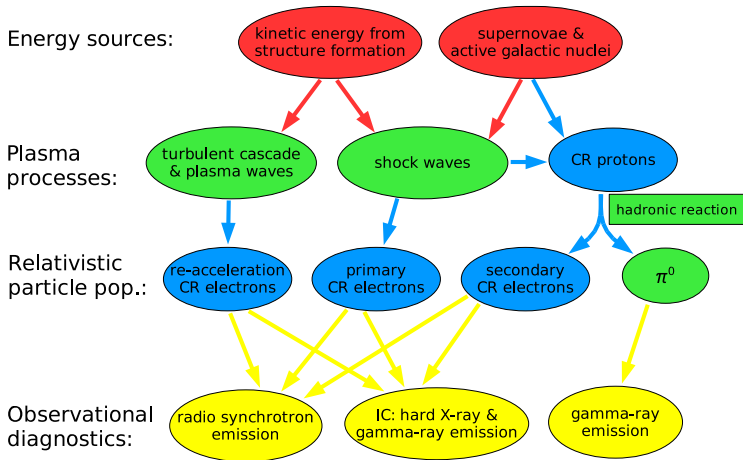 Energy sources:
kinetic energy from
structure formation
supernovae &
active galactic nuclei
Plasma
processes:
turbulent cascade
& plasma waves
shock waves
CR protons
hadronic reaction
Relativistic
particle pop.:
re-acceleration
CR electrons
primary
CR electrons
secondary
CR electrons
π⁰
Observational
diagnostics:
radio synchrotron
emission
IC: hard X-ray &
gamma-ray emission
gamma-ray
emission